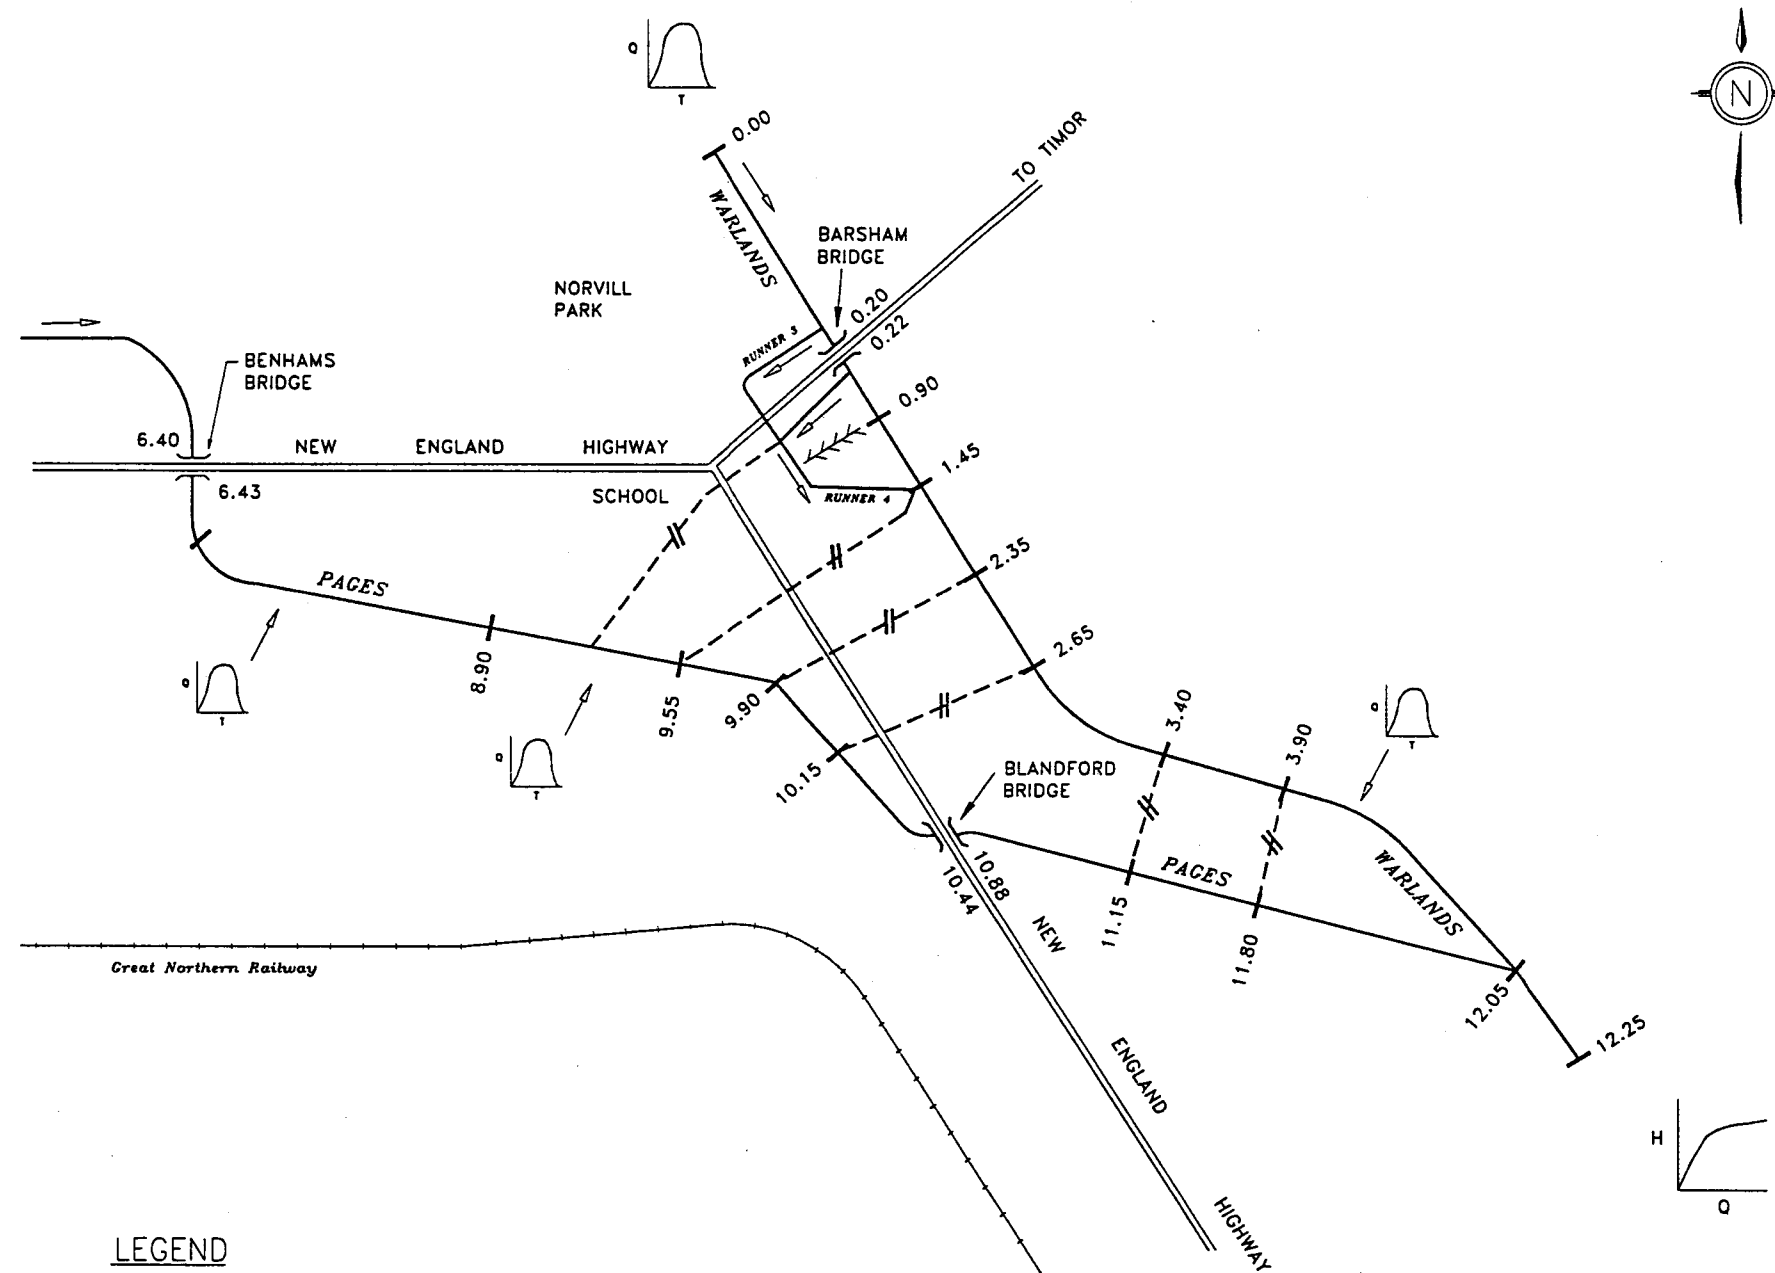 Q
T
0.00
N
TO TIMOR
WARLANDS
BARSHAM
BRIDGE
NORVILL
PARK
0.20
0.22
RUNNER 3
BENHAMS
BRIDGE
0.90
6.40
NEW ENGLAND HIGHWAY
1.45
6.43
SCHOOL
RUNNER 4
2.35
PAGES
2.65
8.90
Q
T
9.55
9.90
3.40
3.90
Q
T
Q
T
10.15
BLANDFORD
BRIDGE
10.88
10.44
PAGES
WARLANDS
11.15
11.80
NEW
Great Northern Railway
12.05
12.25
ENGLAND
H
Q
HIGHWAY
LEGEND